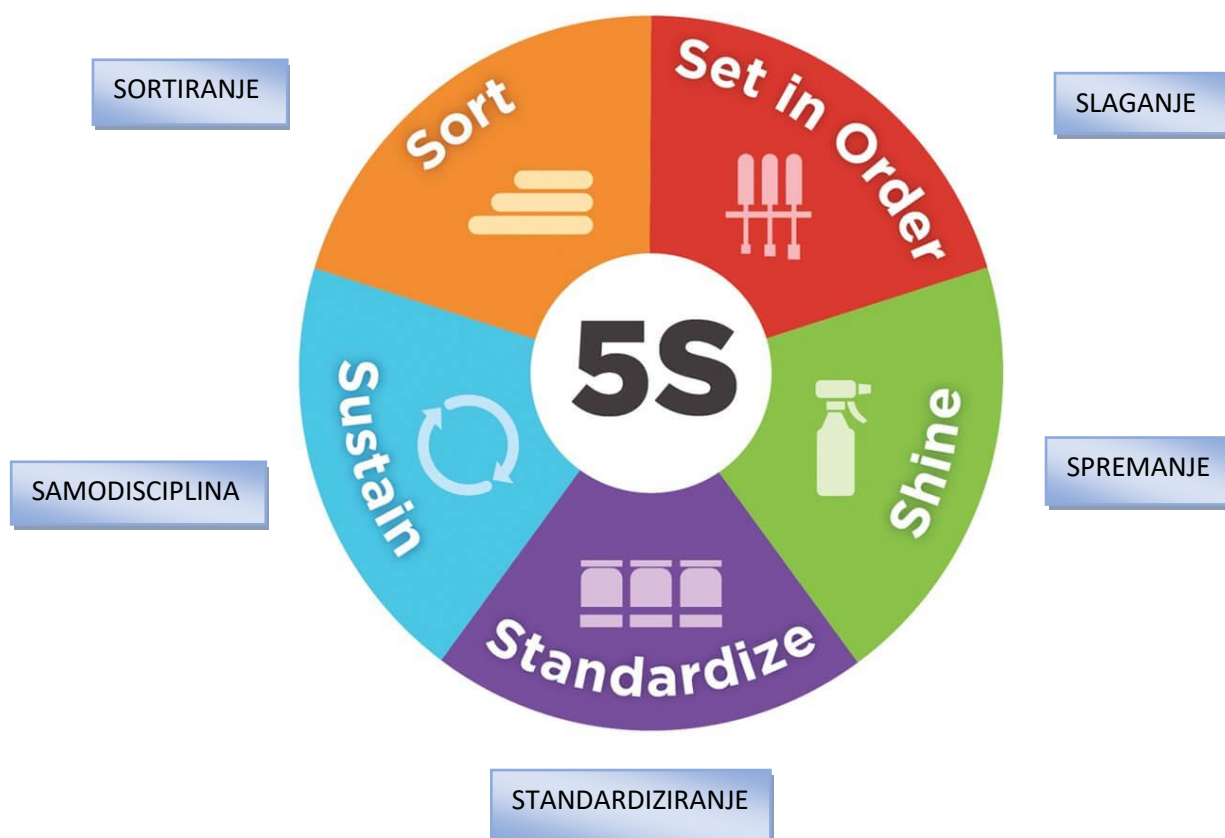 SORTIRANJE
Sort
Set in Order
SLAGANJE
5S
Sustain
Shine
SAMODISCIPLINA
SPREMANJE
Standardize
STANDARDIZIRANJE